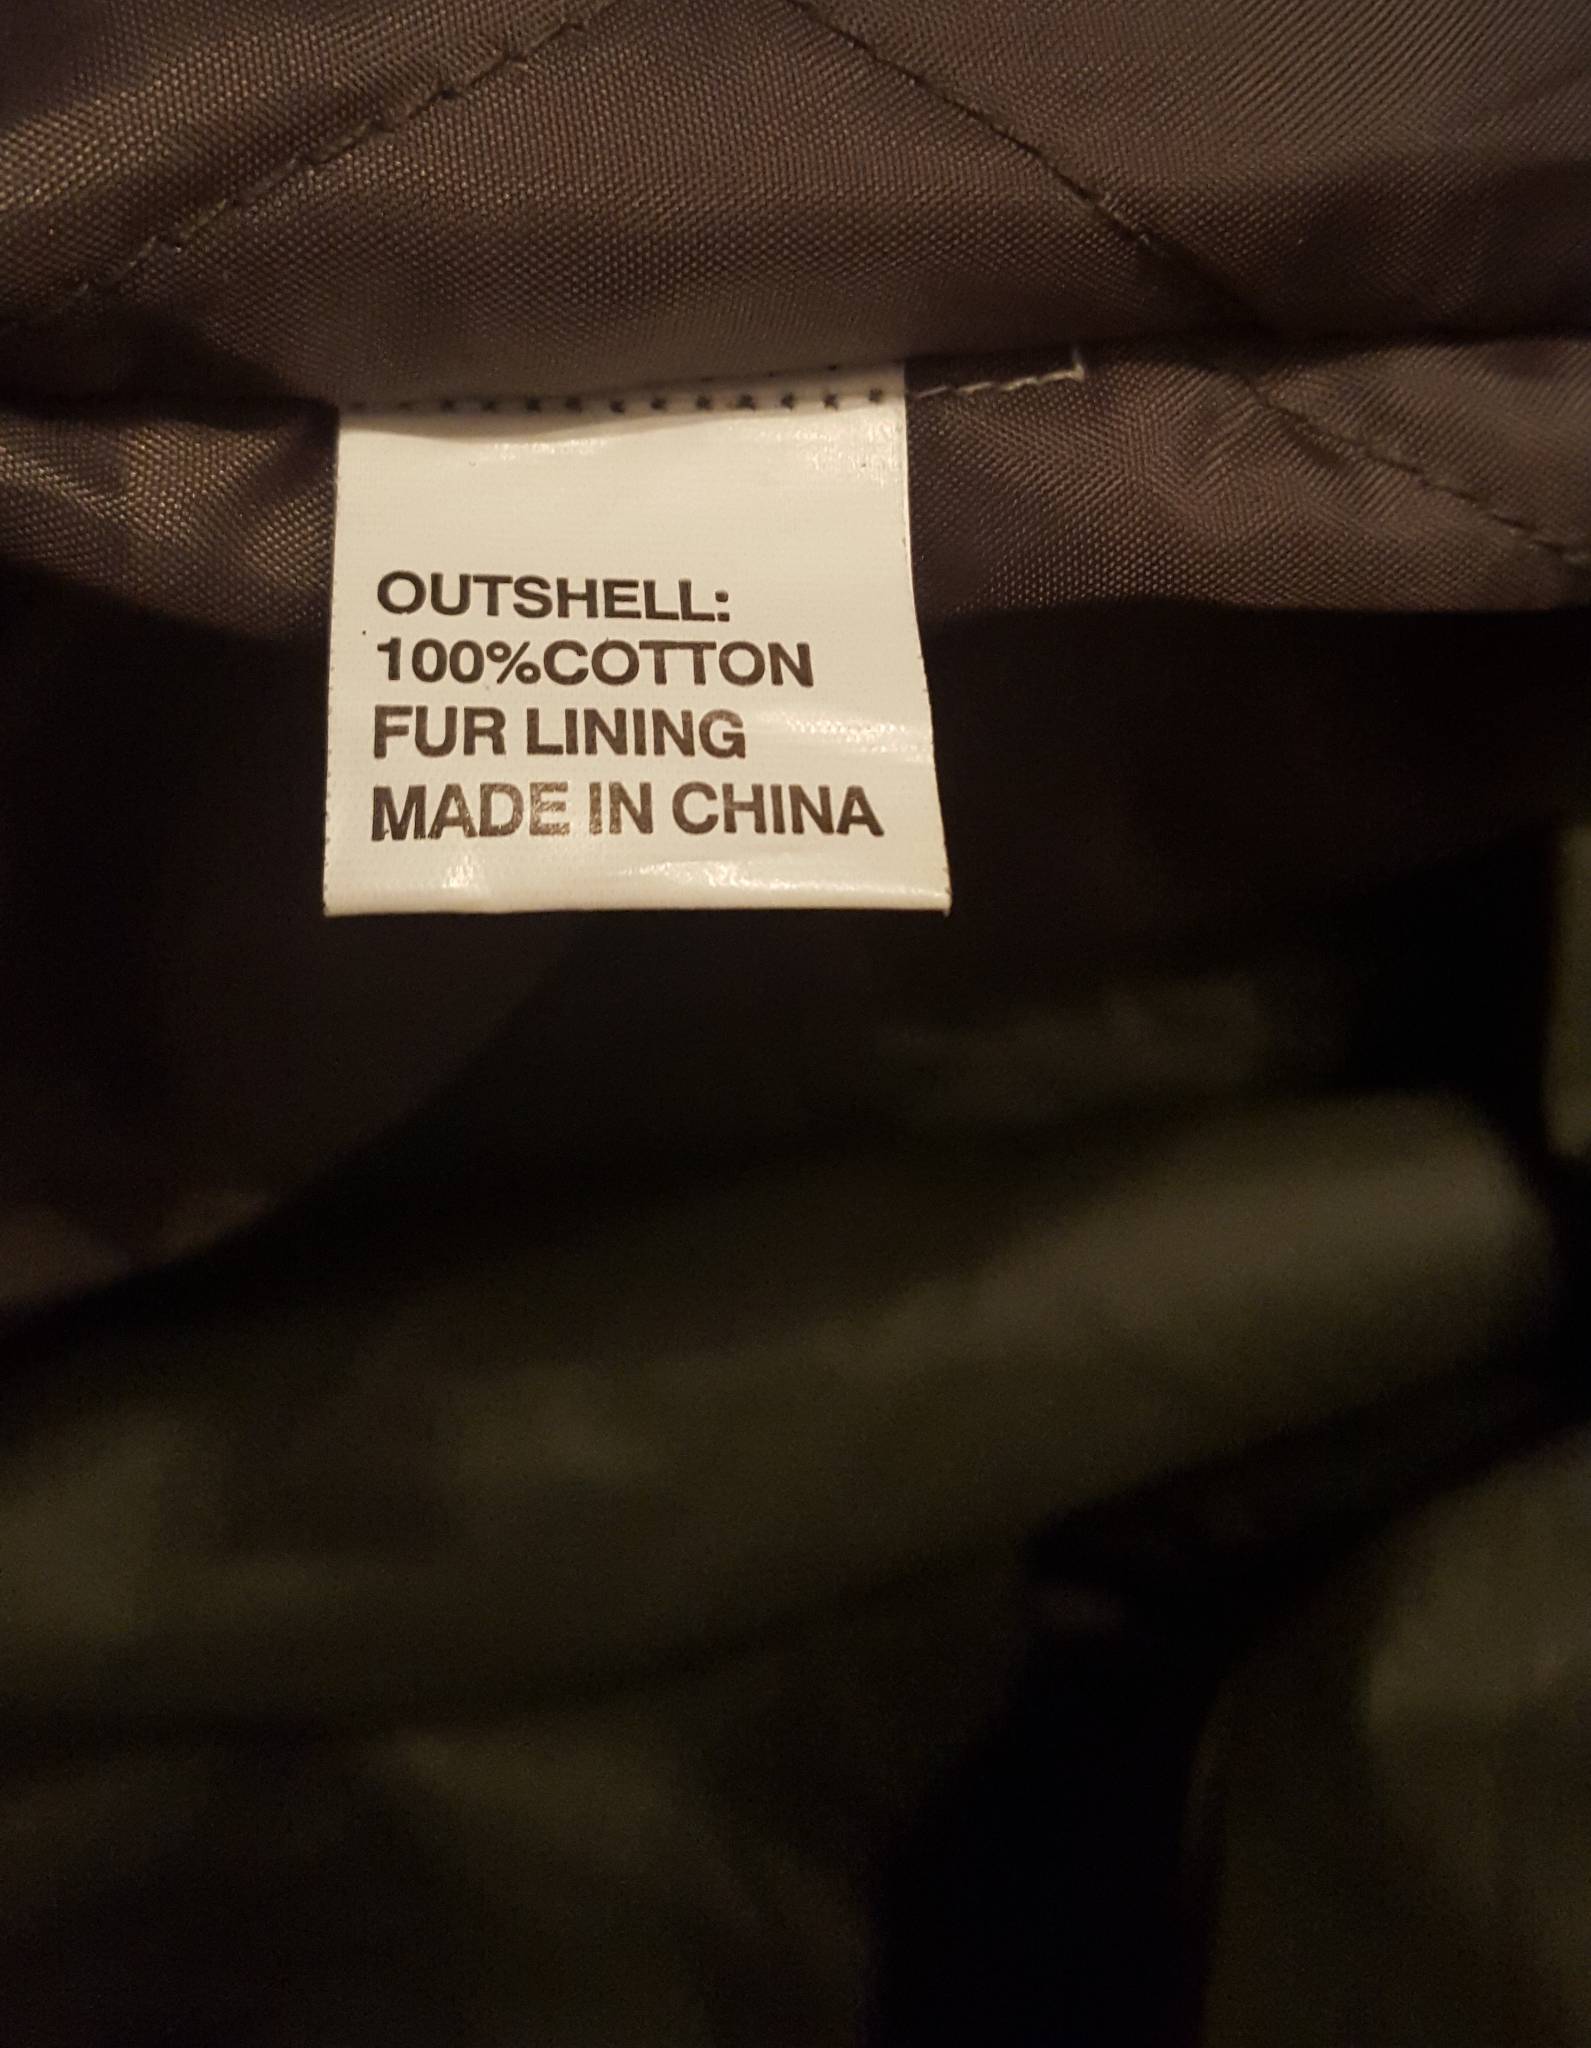 OUTSHELL:
100%COTTON
FUR LINING
MADE IN CHINA